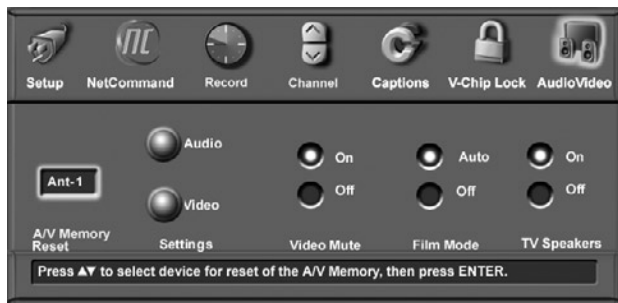 NC
Setup NetCommand Record Channel Captions V-Chip Lock AudioVideo
Audio On Auto On
Ant-1 Video Off Off Off
A/V Memory
Reset Settings Video Mute Film Mode TV Speakers
Press ▲▼ to select device for reset of the A/V Memory, then press ENTER.